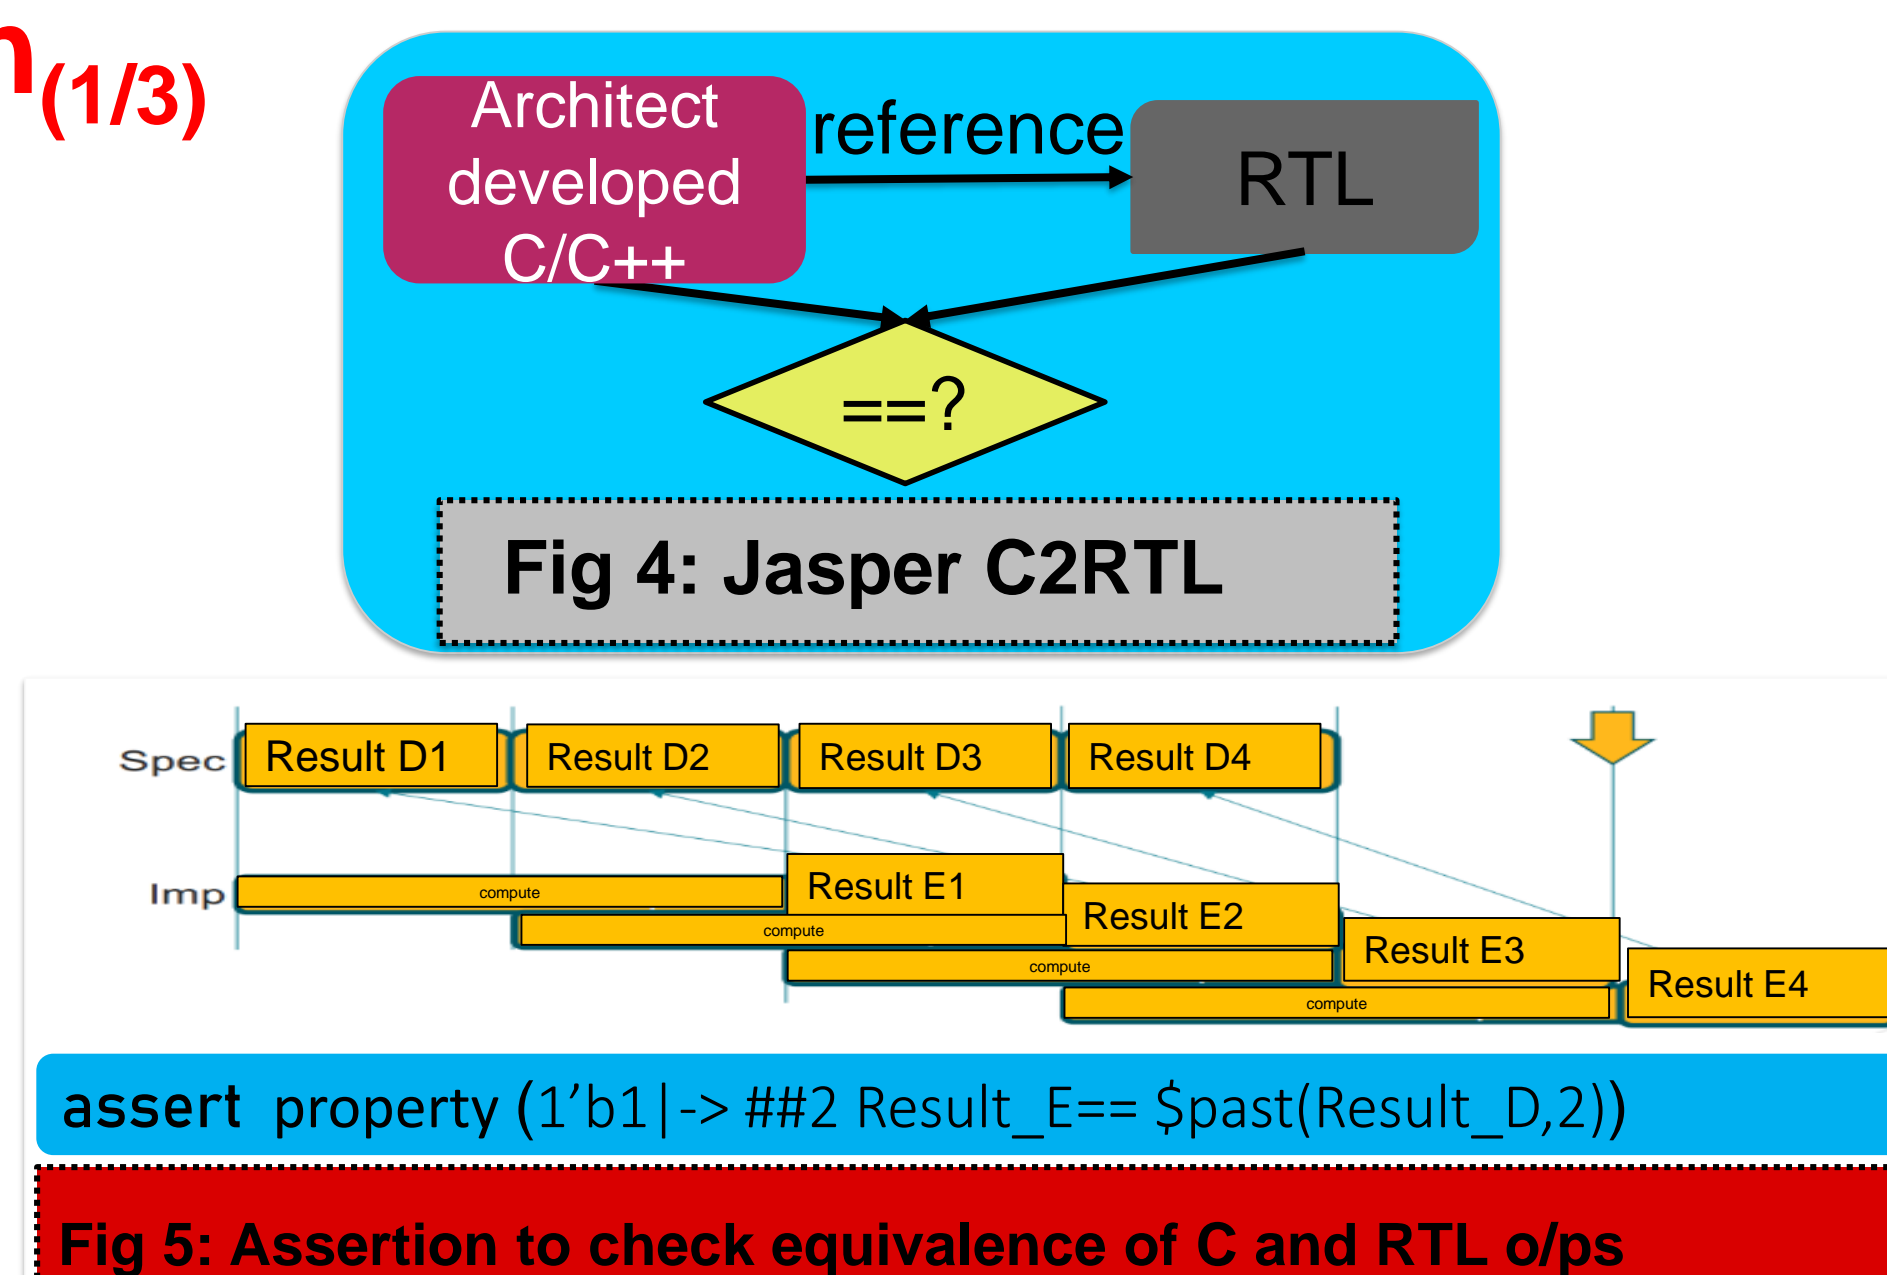 n(1/3)
Architect
developed
C/C++
reference
RTL
==?
Fig 4: Jasper C2RTL
Spec
Result D1
Result D2
Result D3
Result D4
Imp
compute
Result E1
compute
Result E2
compute
Result E3
compute
Result E4
assert property (1’b1|-> ##2 Result_E== $past(Result_D,2))
Fig 5: Assertion to check equivalence of C and RTL o/ps